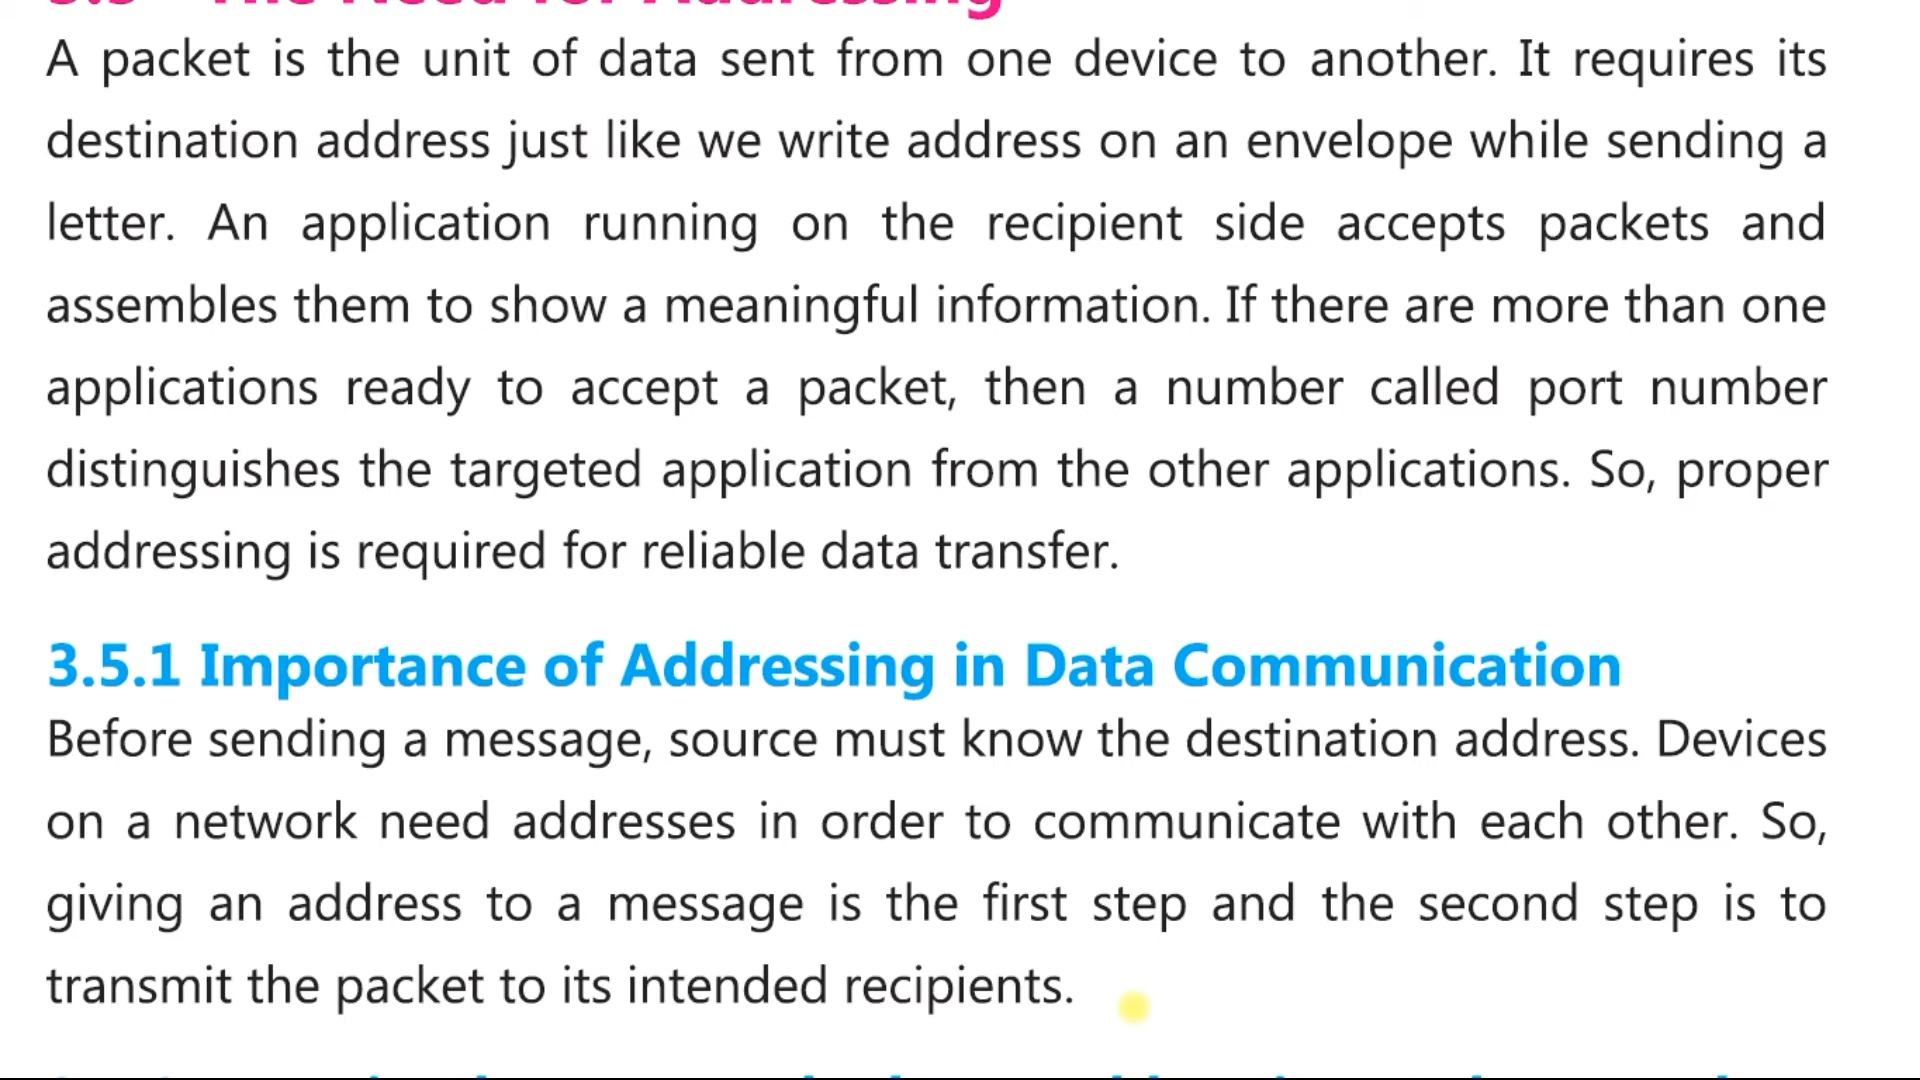 The Need for Addressing
A packet is the unit of data sent from one device to another. It requires its
destination address just like we write address on an envelope while sending a
letter. An application running on the recipient side accepts packets and
assembles them to show a meaningful information. If there are more than one
applications ready to accept a packet, then a number called port number
distinguishes the targeted application from the other applications. So, proper
addressing is required for reliable data transfer.
3.5.1 Importance of Addressing in Data Communication
Before sending a message, source must know the destination address. Devices
on a network need addresses in order to communicate with each other. So,
giving an address to a message is the first step and the second step is to
transmit the packet to its intended recipients.